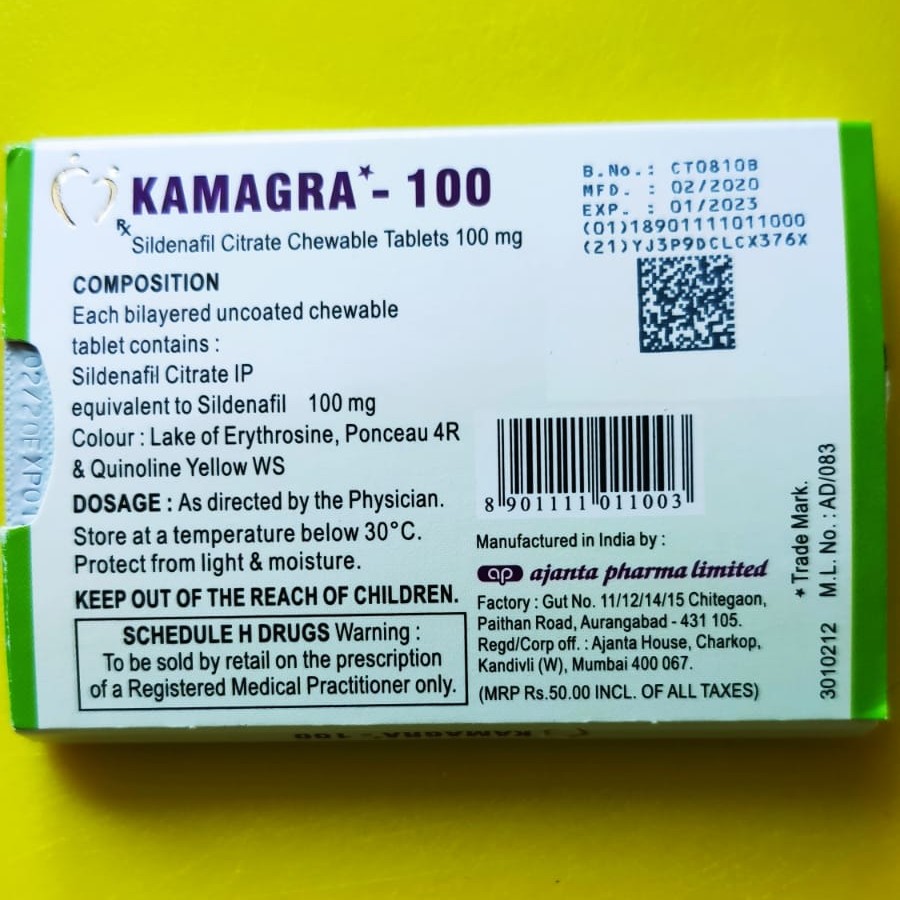 KAMAGRA*- 100
Rx
Sildenafil Citrate Chewable Tablets 100 mg
B.No.: CT0810B
MFD. : 02/2020
EXP. : 01/2023
(01)18901111011000
(21)YJ3P9DCLCX376X
COMPOSITION
Each bilayered uncoated chewable
tablet contains :
Sildenafil Citrate IP
equivalent to Sildenafil 100 mg
Colour : Lake of Erythrosine, Ponceau 4R
& Quinoline Yellow WS
DOSAGE : As directed by the Physician.
Store at a temperature below 30°C.
Protect from light & moisture.
KEEP OUT OF THE REACH OF CHILDREN.
SCHEDULE H DRUGS Warning :
To be sold by retail on the prescription
of a Registered Medical Practitioner only.
8 901111 011003
Manufactured in India by :
ap ajanta pharma limited
Factory : Gut No. 11/12/14/15 Chitegaon,
Paithan Road, Aurangabad - 431 105.
Regd/Corp off. : Ajanta House, Charkop,
Kandivli (W), Mumbai 400 067.
(MRP Rs.50.00 INCL. OF ALL TAXES)
* Trade Mark.
3010212 M.L. No. : AD/083
02/20EXP0
KAMAGRA*- 100